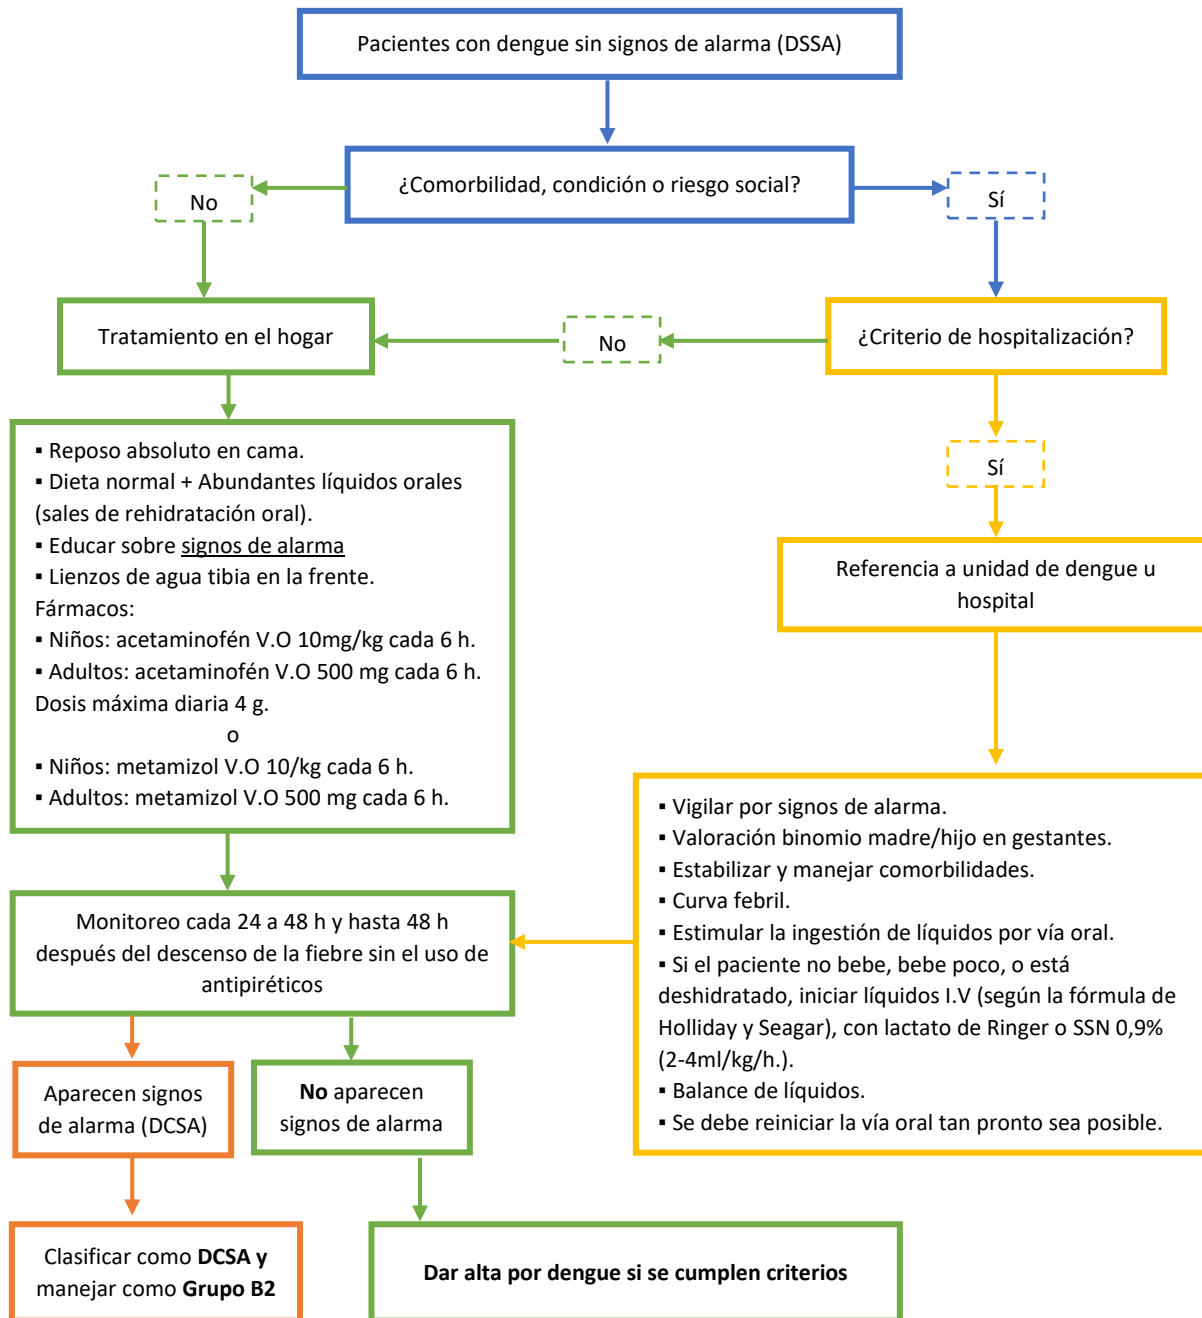 Pacientes con dengue sin signos de alarma (DSSA)
¿Comorbilidad, condición o riesgo social?
No
Sí
Tratamiento en el hogar
No
¿Criterio de hospitalización?
▪ Reposo absoluto en cama.
▪ Dieta normal + Abundantes líquidos orales
(sales de rehidratación oral).
▪ Educar sobre signos de alarma
▪ Lienzos de agua tibia en la frente.
Fármacos:
▪ Niños: acetaminofén V.O 10mg/kg cada 6 h.
▪ Adultos: acetaminofén V.O 500 mg cada 6 h.
Dosis máxima diaria 4 g.
o
▪ Niños: metamizol V.O 10/kg cada 6 h.
▪ Adultos: metamizol V.O 500 mg cada 6 h.
Sí
Referencia a unidad de dengue u
hospital
▪ Vigilar por signos de alarma.
▪ Valoración binomio madre/hijo en gestantes.
▪ Estabilizar y manejar comorbilidades.
▪ Curva febril.
▪ Estimular la ingestión de líquidos por vía oral.
▪ Si el paciente no bebe, bebe poco, o está
deshidratado, iniciar líquidos I.V (según la fórmula de
Holliday y Seagar), con lactato de Ringer o SSN 0,9%
(2-4ml/kg/h.).
▪ Balance de líquidos.
▪ Se debe reiniciar la vía oral tan pronto sea posible.
Monitoreo cada 24 a 48 h y hasta 48 h
después del descenso de la fiebre sin el uso de
antipiréticos
Aparecen signos
de alarma (DCSA)
No aparecen
signos de alarma
Clasificar como DCSA y
manejar como Grupo B2
Dar alta por dengue si se cumplen criterios